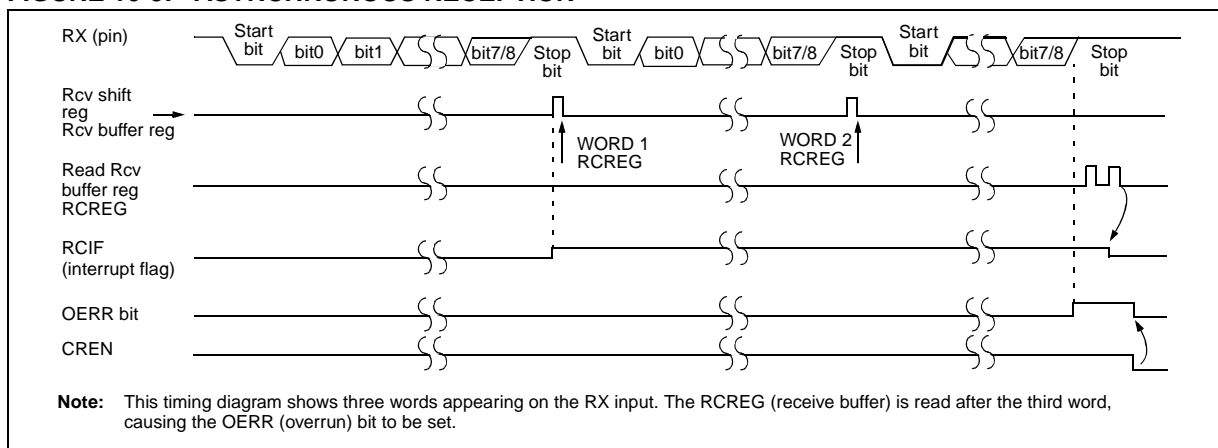 RX (pin)
Start
bit
bit0
bit1
bit7/8
Stop
bit
Start
bit
bit0
bit7/8
Stop
bit
Start
bit
bit7/8
Stop
bit
Rcv shift
reg
Rcv buffer reg
WORD 1
RCREG
WORD 2
RCREG
Read Rcv
buffer reg
RCREG
RCIF
(interrupt flag)
OERR bit
CREN
Note: This timing diagram shows three words appearing on the RX input. The RCREG (receive buffer) is read after the third word,
causing the OERR (overrun) bit to be set.